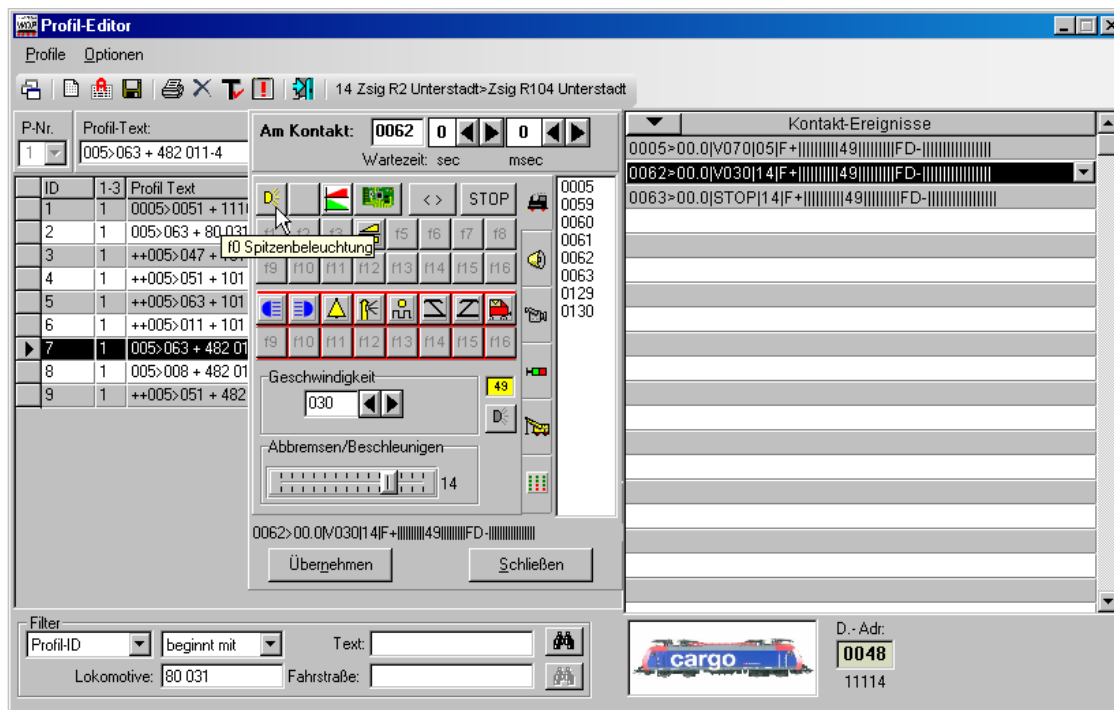 Profil-Editor
Profile Optionen
14 Zsig R2 Unterstadt>Zsig R104 Unterstadt
P-Nr. Profil-Text:
1 005>063 + 482 011-4
ID 1-3 Profil Text
1 1 0005>0051 + 1110
2 1 005>063 + 80 031
3 1 ++005>047 + 101
4 1 ++005>051 + 101
5 1 ++005>063 + 101
6 1 ++005>011 + 101
7 1 005>063 + 482 01
8 1 005>008 + 482 01
9 1 ++005>051 + 482
Am Kontakt: 0062 0 0
Wartezeit: sec msec
<> STOP
f1 f2 f3 f5 f6 f7 f8
f0 Spitzenbeleuchtung
f9 f10 f11 f12 f13 f14 f15 f16
f9 f10 f11 f12 f13 f14 f15 f16
Geschwindigkeit
030
49
Abbremsen/Beschleunigen
14
0005
0059
0060
0061
0062
0063
0129
0130
0062>00.0|V030|14|F+||||||||||49|||||||||FD-|||||||||||||||||
Übernehmen Schließen
Kontakt-Ereignisse
0005>00.0|V070|05|F+||||||||||49|||||||||FD-|||||||||||||||||
0062>00.0|V030|14|F+||||||||||49|||||||||FD-|||||||||||||||||
0063>00.0|STOP|14|F+||||||||||49|||||||||FD-|||||||||||||||||
Filter
Profil-ID beginnt mit Text:
Lokomotive: 80 031 Fahrstraße:
cargo
D.- Adr:
0048
11114